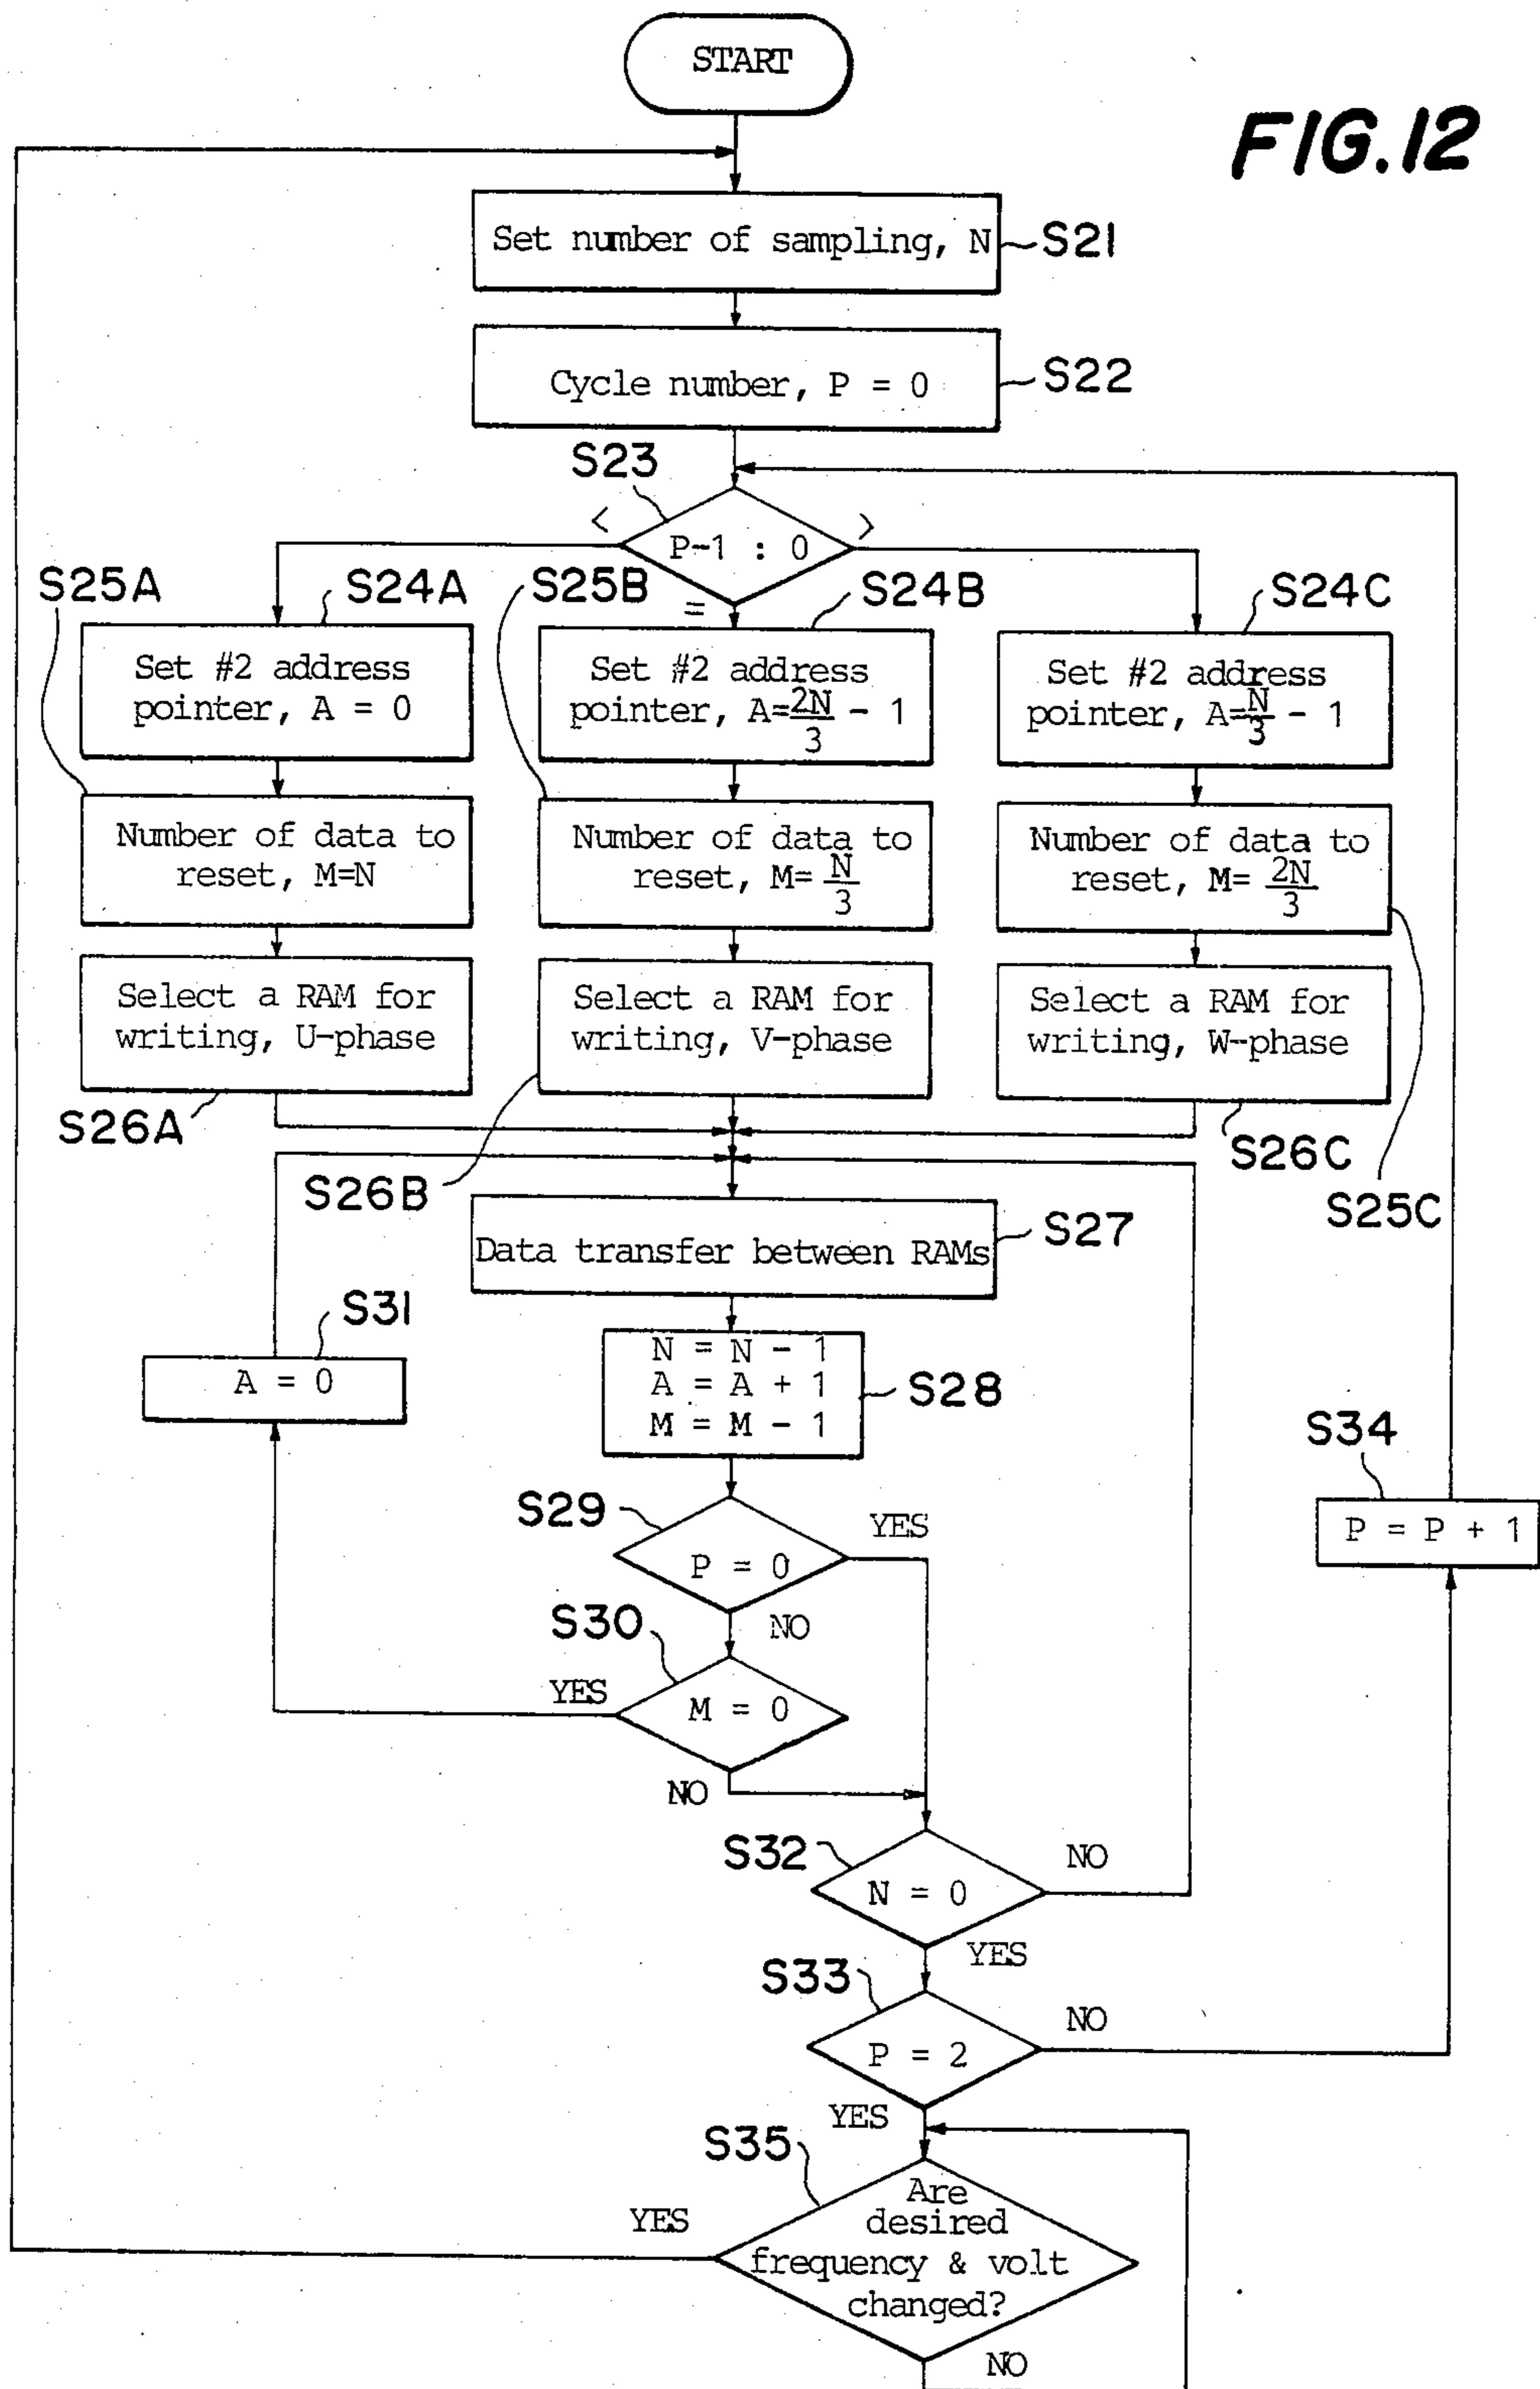 START
FIG.12
Set number of sampling, N
S21
Cycle number, P = 0
S22
S23
<
P-1 : 0
>
=
S25A
S24A
S25B
S24B
S24C
Set #2 address
pointer, A = 0
Set #2 address
pointer, A=2N/3 - 1
Set #2 address
pointer, A=N/3 - 1
Number of data to
reset, M=N
Number of data to
reset, M= N/3
Number of data to
reset, M= 2N/3
Select a RAM for
writing, U-phase
Select a RAM for
writing, V-phase
Select a RAM for
writing, W-phase
S26A
S26B
S26C
S25C
Data transfer between RAMs
S27
S31
A = 0
N = N - 1
A = A + 1
M = M - 1
S28
S34
P = P + 1
S29
P = 0
YES
NO
S30
M = 0
YES
NO
S32
N = 0
NO
YES
S33
P = 2
NO
YES
S35
Are
desired
frequency & volt
changed?
YES
NO